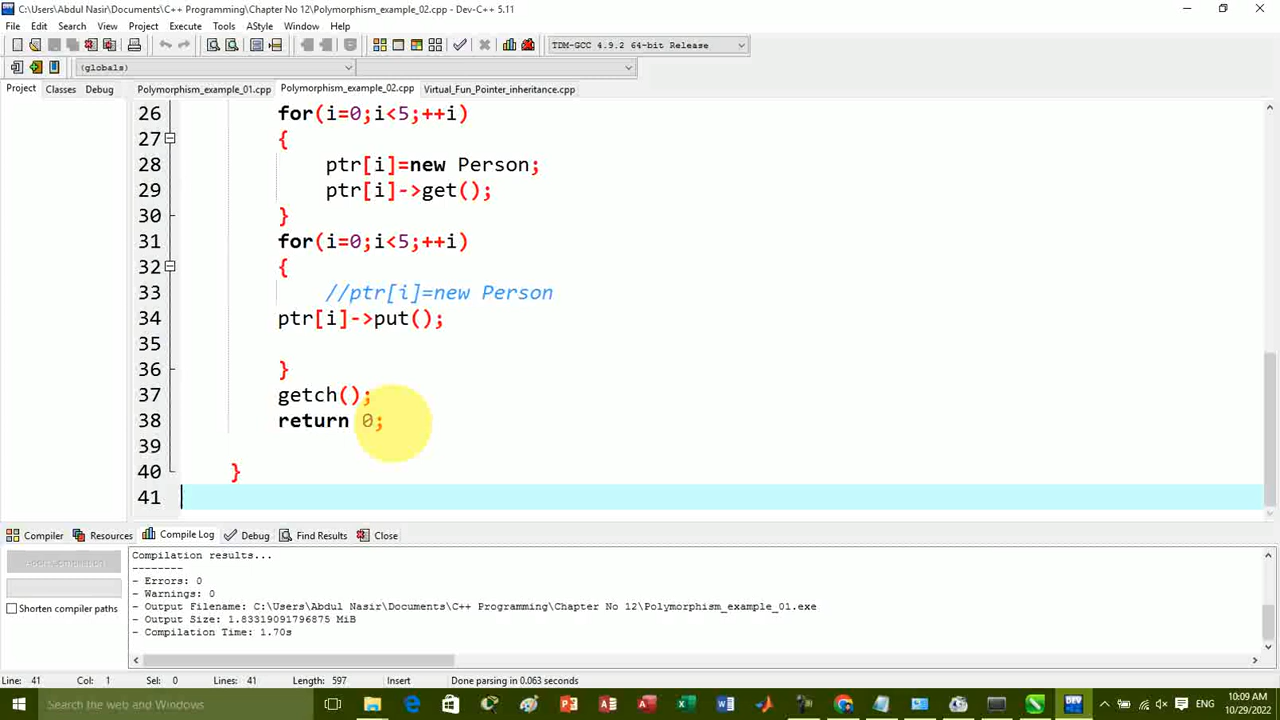 C:\Users\Abdul Nasir\Documents\C++ Programming\Chapter No 12\Polymorphism_example_02.cpp - Dev-C++ 5.11
File Edit Search View Project Execute Tools AStyle Window Help
TDM-GCC 4.9.2 64-bit Release
(globals)
Project Classes Debug Polymorphism_example_01.cpp Polymorphism_example_02.cpp Virtual_Fun_Pointer_inheritance.cpp
26 for(i=0;i<5;++i)
27 {
28 ptr[i]=new Person;
29 ptr[i]->get();
30 }
31 for(i=0;i<5;++i)
32 {
33 //ptr[i]=new Person
34 ptr[i]->put();
35
36 }
37 getch();
38 return 0;
39
40 }
41
Compiler Resources Compile Log Debug Find Results Close
Abort Compilation
Shorten compiler paths
Compilation results...
--------
- Errors: 0
- Warnings: 0
- Output Filename: C:\Users\Abdul Nasir\Documents\C++ Programming\Chapter No 12\Polymorphism_example_01.exe
- Output Size: 1.83319091796875 MiB
- Compilation Time: 1.70s
Line: 41 Col: 1 Sel: 0 Lines: 41 Length: 597 Insert Done parsing in 0.063 seconds
Search the web and Windows
DEV
ENG
10:09 AM
10/29/2022